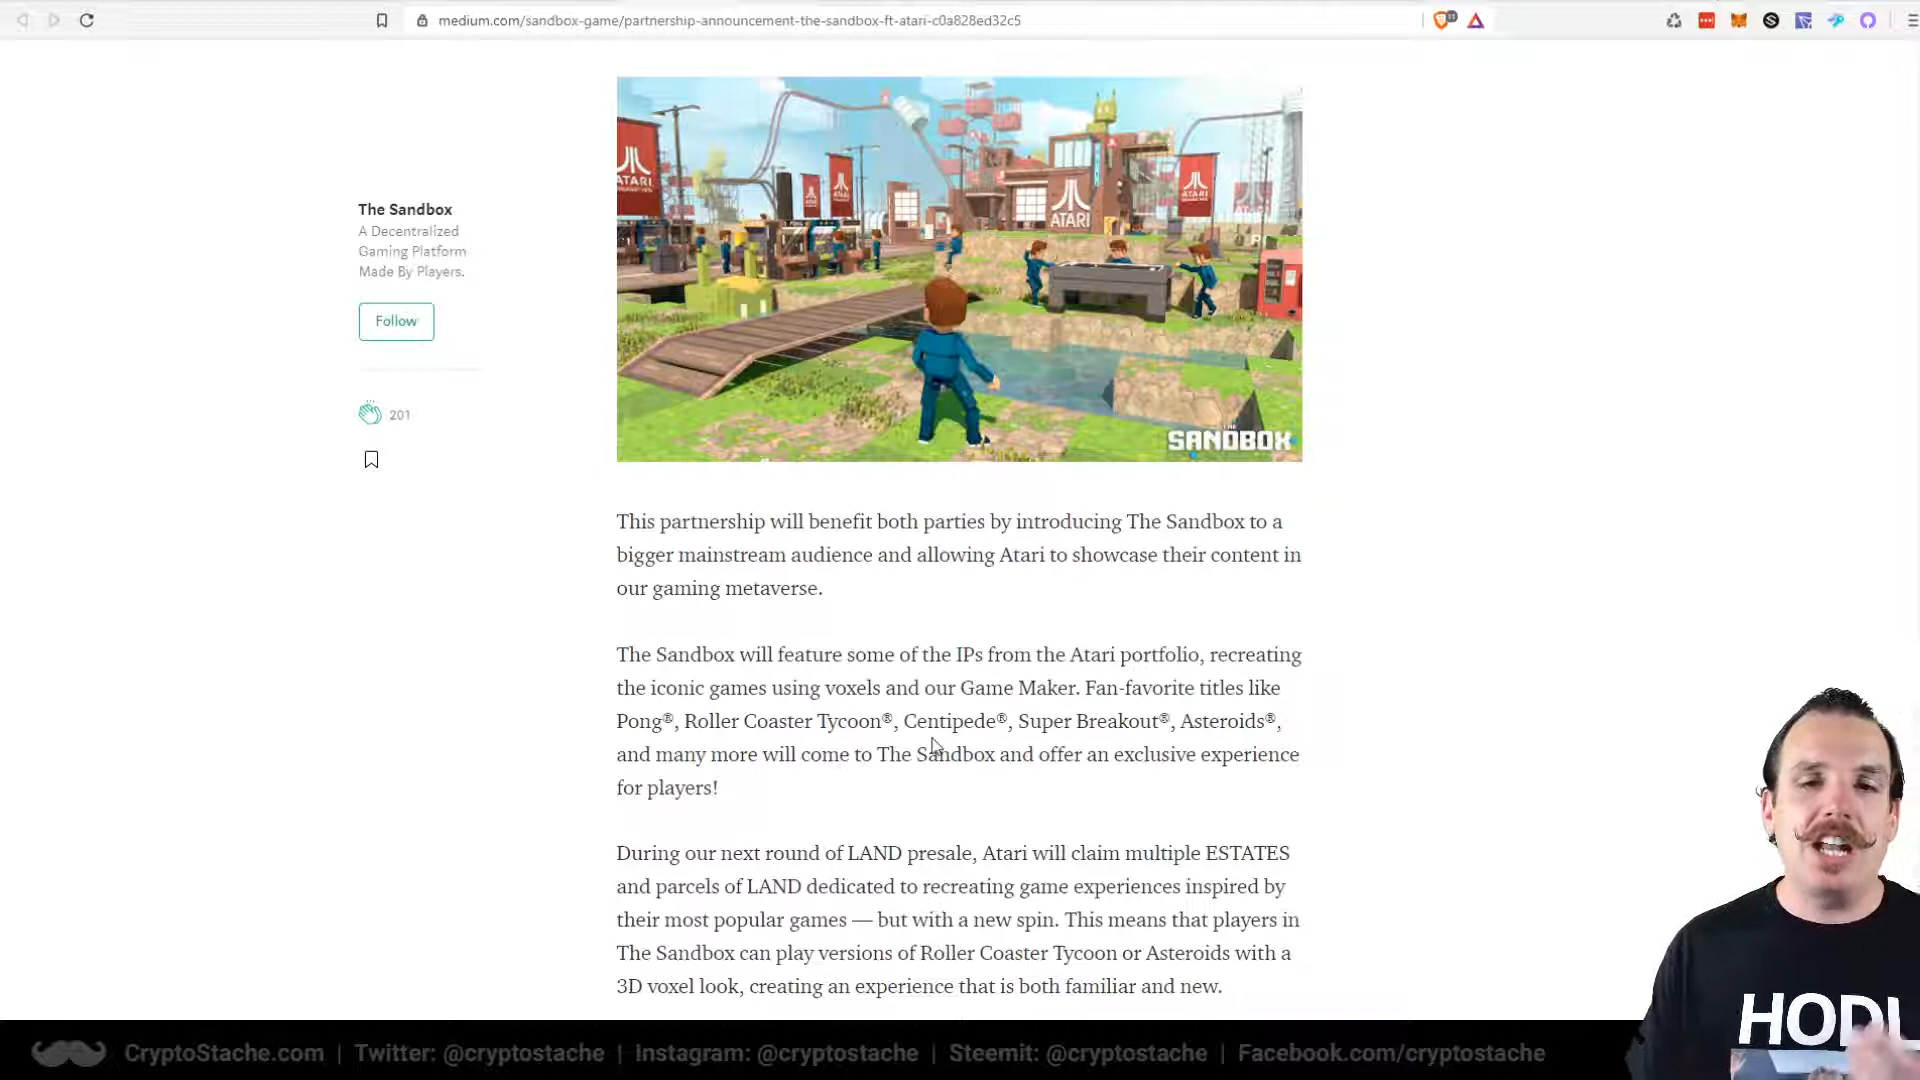 medium.com/sandbox-game/partnership-announcement-the-sandbox-ft-atari-c0a828ed32c5
11
ATARI
ATARI
ATARI
ATARI
ATARI
ATARI
THE
SANDBOX
The Sandbox
A Decentralized
Gaming Platform
Made By Players.
Follow
201
This partnership will benefit both parties by introducing The Sandbox to a
bigger mainstream audience and allowing Atari to showcase their content in
our gaming metaverse.
The Sandbox will feature some of the IPs from the Atari portfolio, recreating
the iconic games using voxels and our Game Maker. Fan-favorite titles like
Pong®, Roller Coaster Tycoon®, Centipede®, Super Breakout®, Asteroids®,
and many more will come to The Sandbox and offer an exclusive experience
for players!
During our next round of LAND presale, Atari will claim multiple ESTATES
and parcels of LAND dedicated to recreating game experiences inspired by
their most popular games — but with a new spin. This means that players in
The Sandbox can play versions of Roller Coaster Tycoon or Asteroids with a
3D voxel look, creating an experience that is both familiar and new.
HODL
CryptoStache.com | Twitter: @cryptostache | Instagram: @cryptostache | Steemit: @cryptostache | Facebook.com/cryptostache